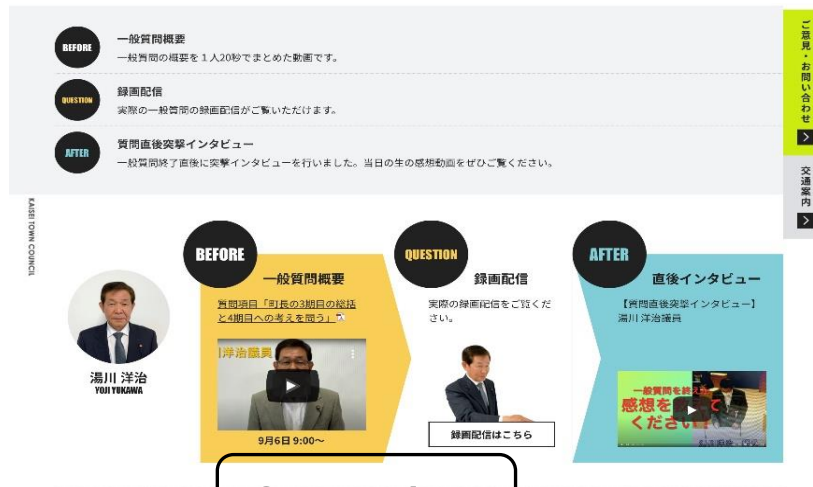 BEFORE
一般質問概要
一般質問の概要を1人20秒でまとめた動画です。
QUESTION
録画配信
実際の一般質問の録画配信がご覧いただけます。
AFTER
質問直後突撃インタビュー
一般質問終了直後に突撃インタビューを行いました。当日の生の感想動画をぜひご覧ください。
ご意見・お問い合わせ
交通案内
KAISEI TOWN COUNCIL
湯川 洋治
YOJI YUKAWA
BEFORE
一般質問概要
質問項目「町長の3期目の総括
と4期目への考えを問う」
洋治議員
9月6日 9:00～
QUESTION
録画配信
実際の録画配信をご覧くだ
さい。
録画配信はこちら
AFTER
直後インタビュー
【質問直後突撃インタビュー】
湯川洋治議員
一般質問を終え
感想を
て
ください